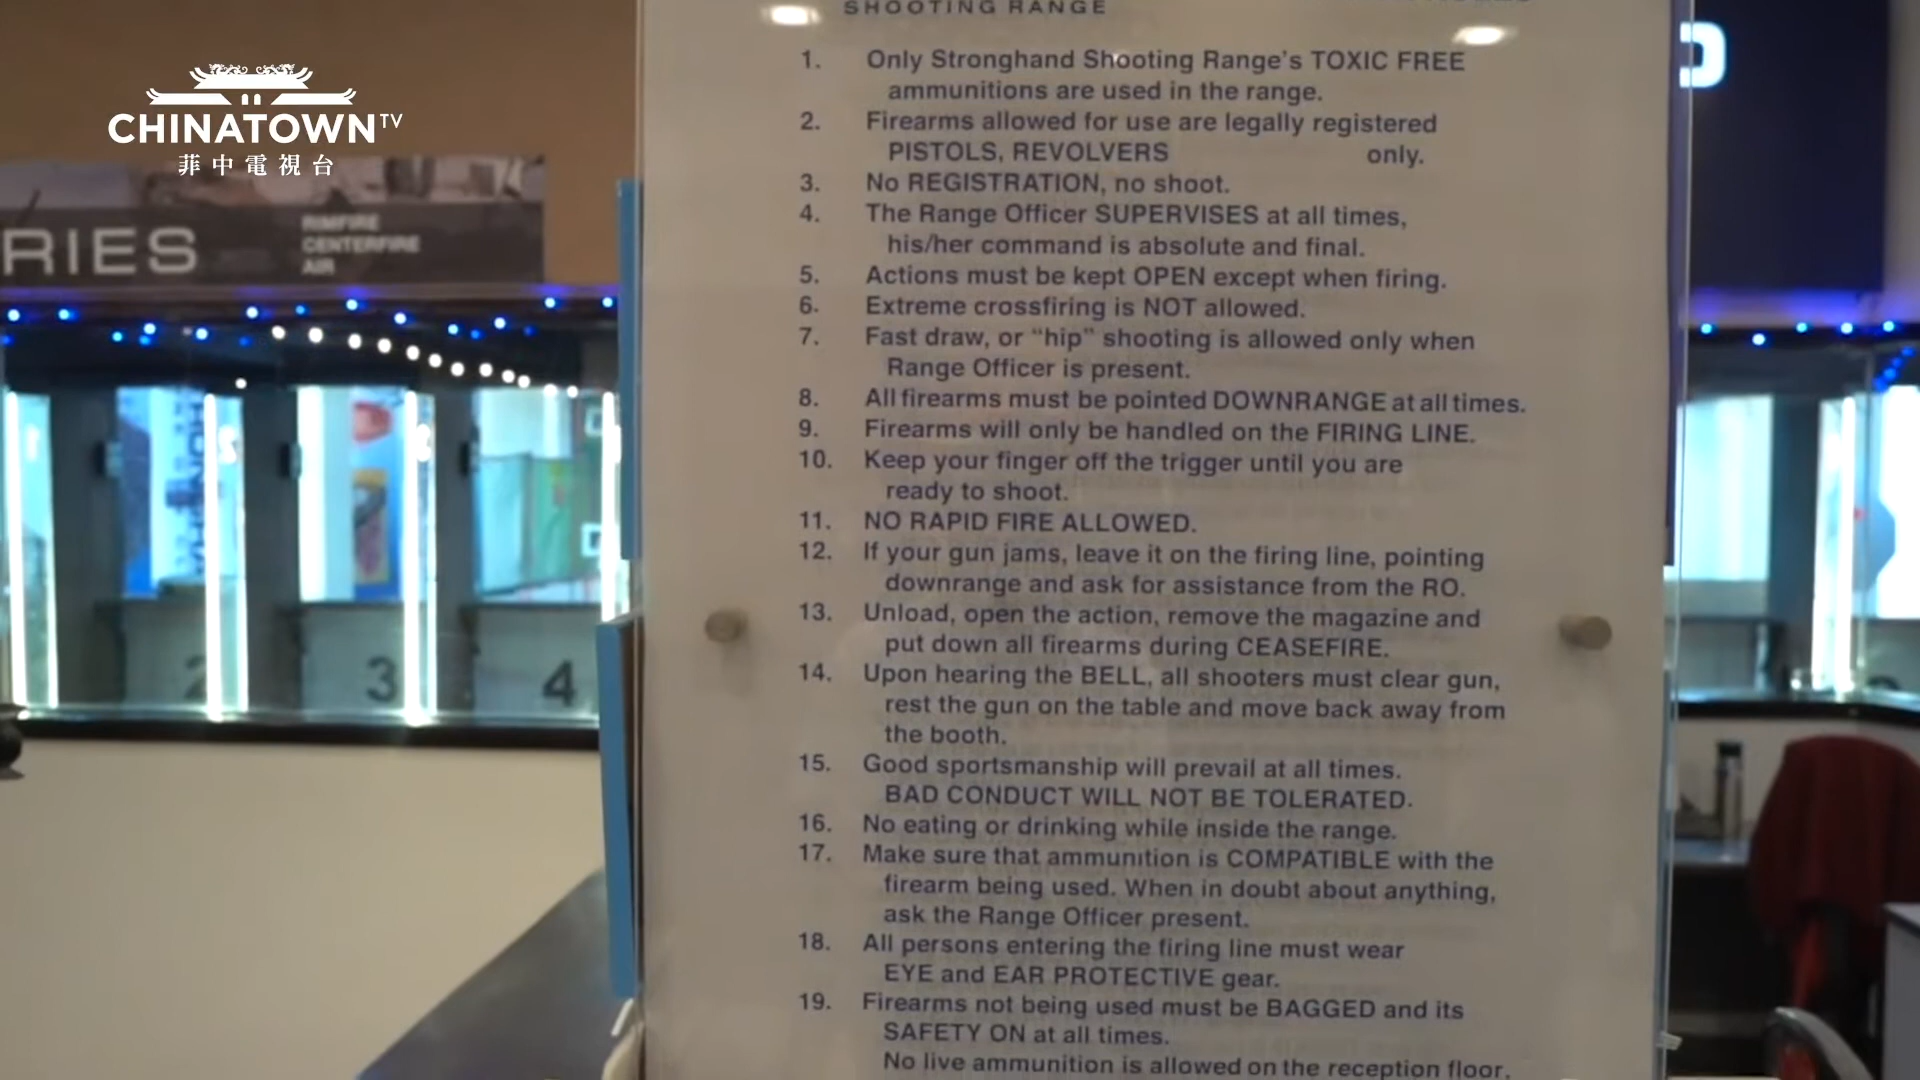 SHOOTING RANGE
1. Only Stronghand Shooting Range's TOXIC FREE
ammunitions are used in the range.
2. Firearms allowed for use are legally registered
PISTOLS, REVOLVERS only.
3. No REGISTRATION, no shoot.
4. The Range Officer SUPERVISES at all times,
his/her command is absolute and final.
5. Actions must be kept OPEN except when firing.
6. Extreme crossfiring is NOT allowed.
7. Fast draw, or "hip" shooting is allowed only when
Range Officer is present.
8. All firearms must be pointed DOWNRANGE at all times.
9. Firearms will only be handled on the FIRING LINE.
10. Keep your finger off the trigger until you are
ready to shoot.
11. NO RAPID FIRE ALLOWED.
12. If your gun jams, leave it on the firing line, pointing
downrange and ask for assistance from the RO.
13. Unload, open the action, remove the magazine and
put down all firearms during CEASEFIRE.
14. Upon hearing the BELL, all shooters must clear gun,
rest the gun on the table and move back away from
the booth.
15. Good sportsmanship will prevail at all times.
BAD CONDUCT WILL NOT BE TOLERATED.
16. No eating or drinking while inside the range.
17. Make sure that ammunition is COMPATIBLE with the
firearm being used. When in doubt about anything,
ask the Range Officer present.
18. All persons entering the firing line must wear
EYE and EAR PROTECTIVE gear.
19. Firearms not being used must be BAGGED and its
SAFETY ON at all times.
No live ammunition is allowed on the reception floor.
CHINATOWN TV
菲中電視台
RIES
RIMFIRE
CENTERFIRE
AIR
2
3
4